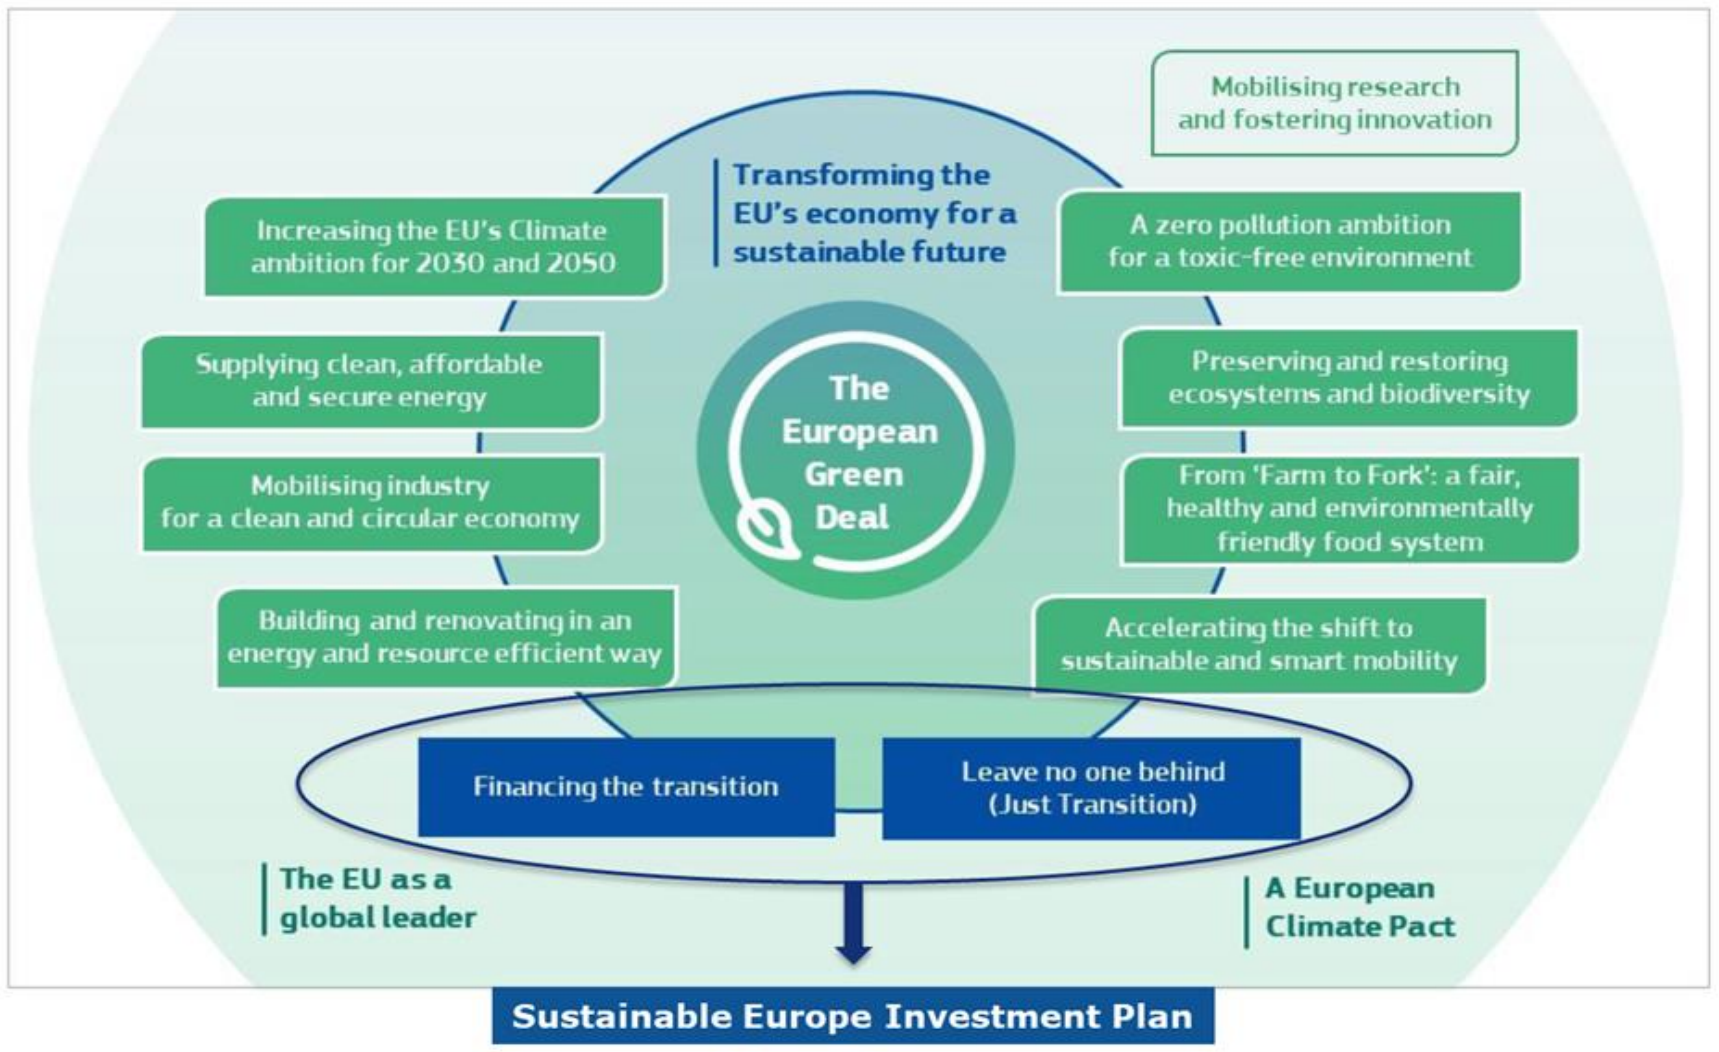 Mobilising research
and fostering innovation
Transforming the
EU's economy for a
sustainable future
Increasing the EU's Climate
ambition for 2030 and 2050
A zero pollution ambition
for a toxic-free environment
Supplying clean, affordable
and secure energy
Preserving and restoring
ecosystems and biodiversity
The
European
Green
Deal
Mobilising industry
for a clean and circular economy
From ‘Farm to Fork’: a fair,
healthy and environmentally
friendly food system
Building and renovating in an
energy and resource efficient way
Accelerating the shift to
sustainable and smart mobility
Financing the transition
Leave no one behind
(Just Transition)
The EU as a
global leader
A European
Climate Pact
Sustainable Europe Investment Plan